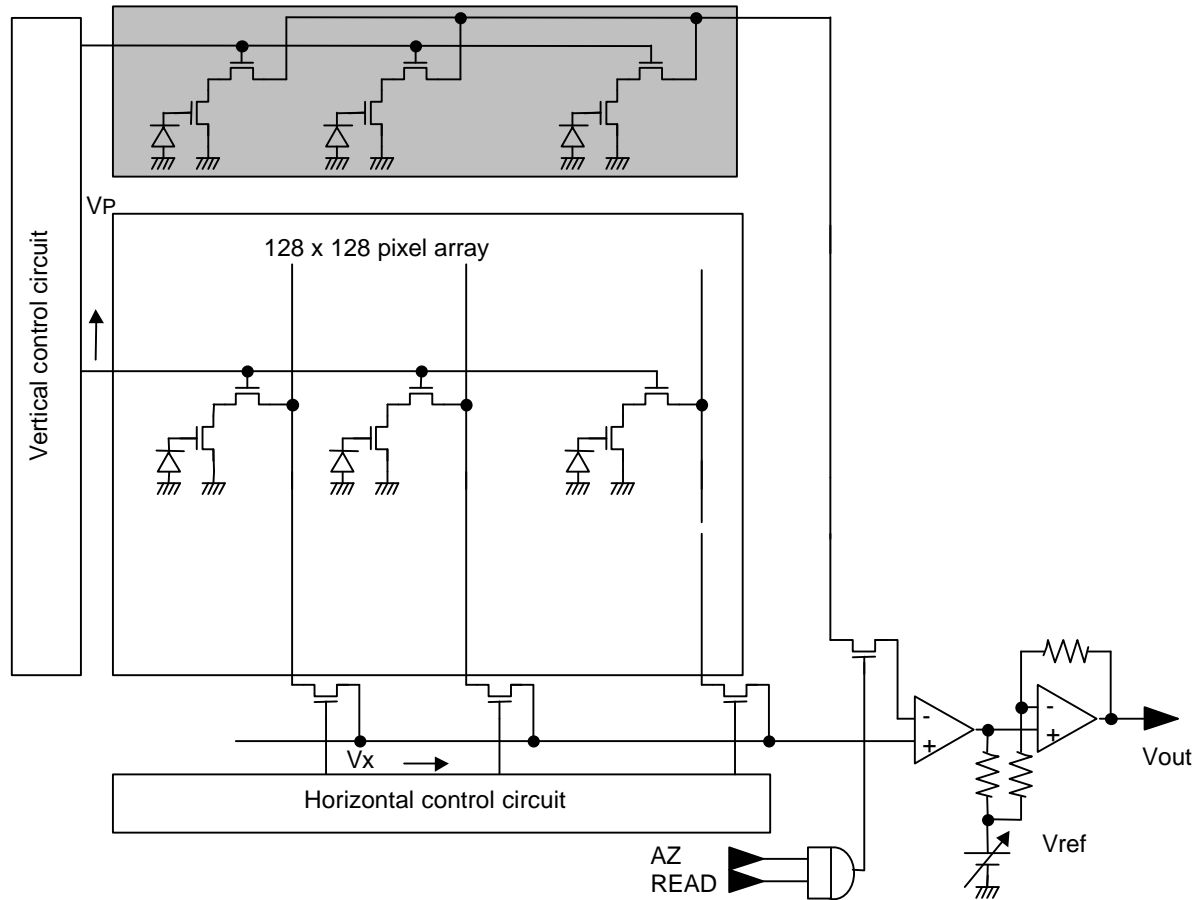 Vertical control circuit
VP
128 x 128 pixel array
-
+
-
+
Vout
Vx
Horizontal control circuit
Vref
AZ
READ